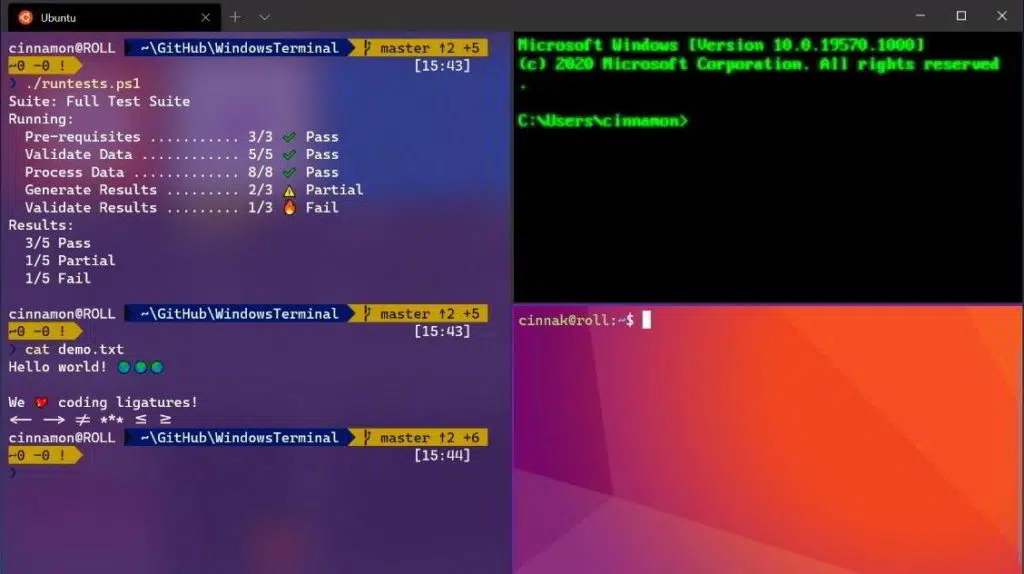 Ubuntu
cinnamon@ROLL ~\GitHub\WindowsTerminal master ↑2 +5
~0 -0 ! [15:43]
❯ ./runtests.ps1
Suite: Full Test Suite
Running:
Pre-requisites ........... 3/3 ✔ Pass
Validate Data ............ 5/5 ✔ Pass
Process Data ............. 8/8 ✔ Pass
Generate Results ......... 2/3 ⚠ Partial
Validate Results ......... 1/3 🔥 Fail
Results:
3/5 Pass
1/5 Partial
1/5 Fail
cinnamon@ROLL ~\GitHub\WindowsTerminal master ↑2 +5
~0 -0 ! [15:43]
❯ cat demo.txt
Hello world! 🌍🌎🌏
We 💖 coding ligatures!
⟵ ⟶ ≠ *** ≤ ≥
cinnamon@ROLL ~\GitHub\WindowsTerminal master ↑2 +6
~0 -0 ! [15:44]
❯
Microsoft Windows [Version 10.0.19570.1000]
(c) 2020 Microsoft Corporation. All rights reserved
.
C:\Users\cinnamon>
cinnak@roll:~$